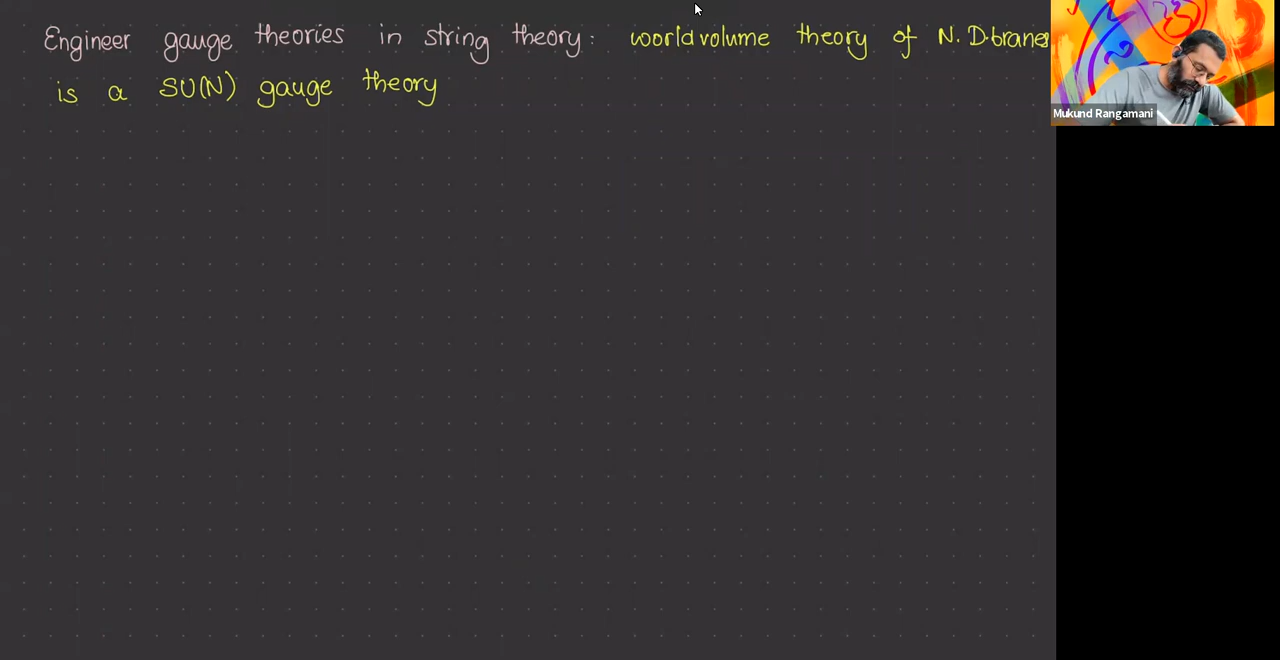 Engineer gauge theories in string theory: worldvolume theory of N. D-branes
is a SU(N) gauge theory
Mukund Rangamani